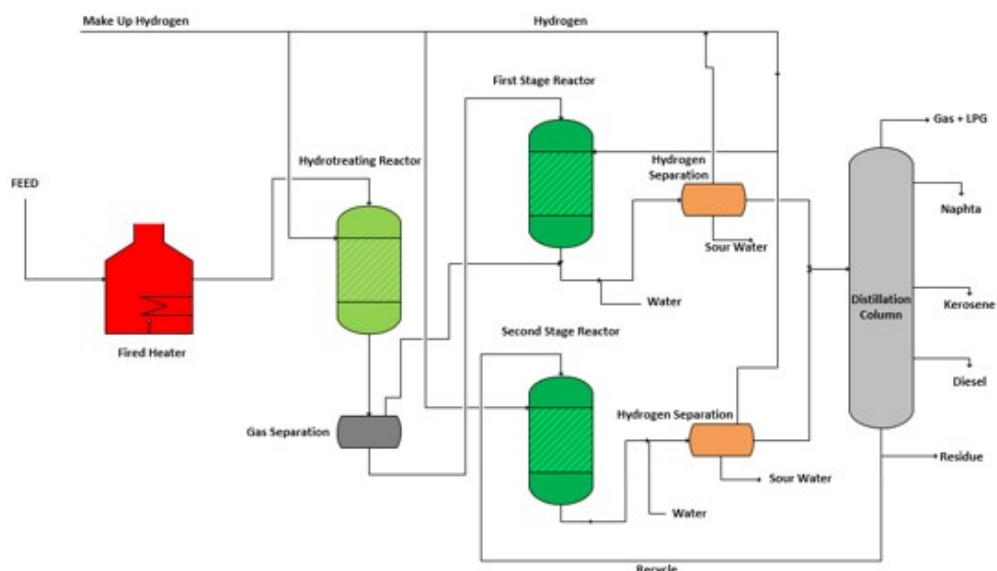 Make Up Hydrogen
Hydrogen
First Stage Reactor
Gas + LPG
Hydrotreating Reactor
Hydrogen
Separation
FEED
Naphta
Sour Water
Water
Kerosene
Distillation
Column
Second Stage Reactor
Fired Heater
Diesel
Hydrogen Separation
Gas Separation
Residue
Sour Water
Water
Recycle